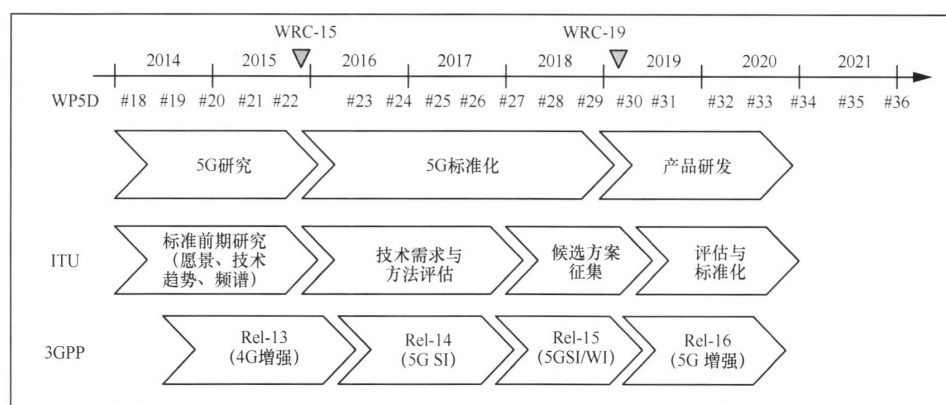 WRC-15 WRC-19
2014 2015 2016 2017 2018 2019 2020 2021
WP5D #18 #19 #20 #21 #22 #23 #24 #25 #26 #27 #28 #29 #30 #31 #32 #33 #34 #35 #36
5G研究 5G标准化 产品研发
ITU
标准前期研究
(愿景、技术
趋势、频谱)
技术需求与
方法评估
候选方案
征集
评估与
标准化
3GPP
Rel-13
(4G增强)
Rel-14
(5G SI)
Rel-15
(5GSI/WI)
Rel-16
(5G 增强)